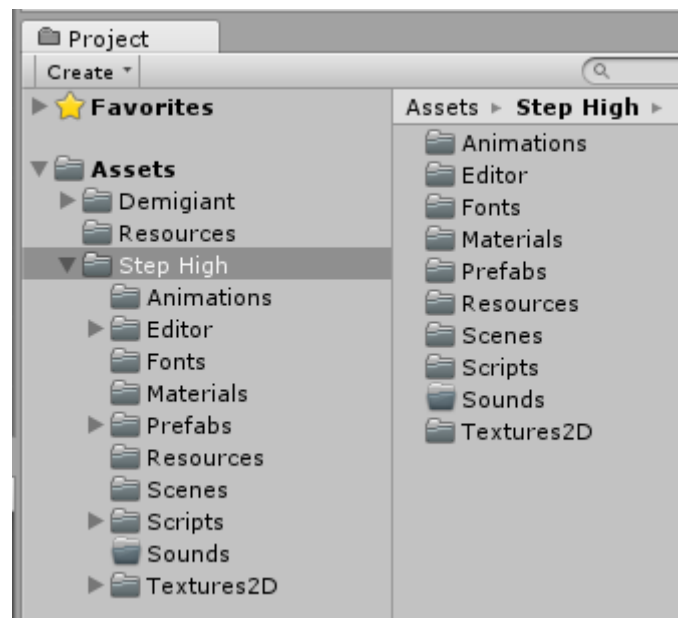 Project
Create
Favorites
Assets
Demigiant
Resources
Step High
Animations
Editor
Fonts
Materials
Prefabs
Resources
Scenes
Scripts
Sounds
Textures2D
Assets ▸ Step High ▸
Animations
Editor
Fonts
Materials
Prefabs
Resources
Scenes
Scripts
Sounds
Textures2D